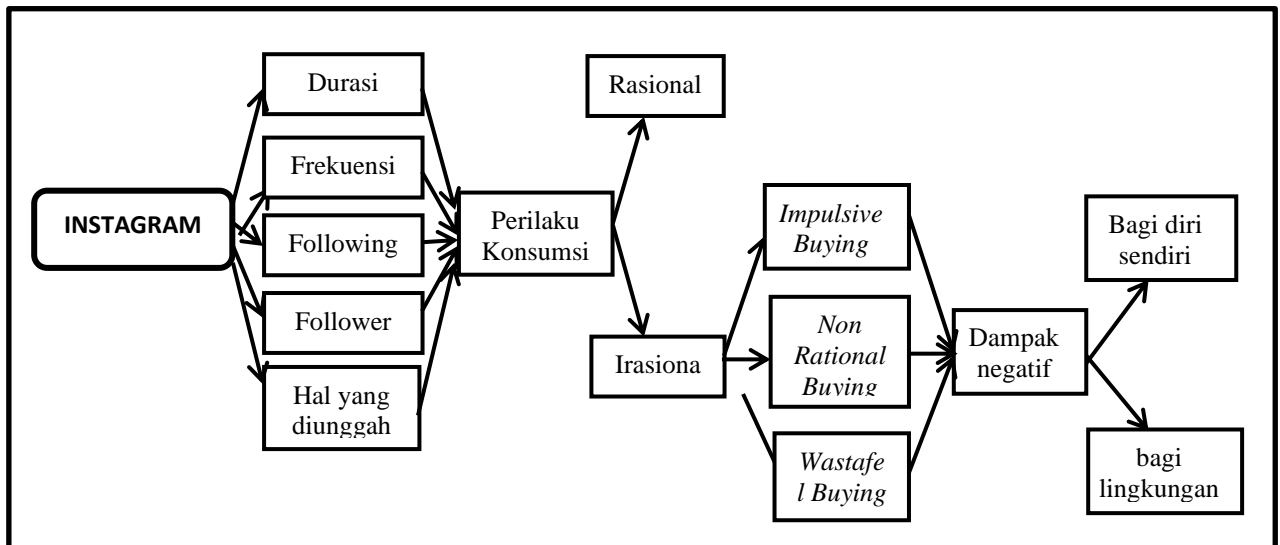 INSTAGRAM
Durasi
Frekuensi
Following
Follower
Hal yang
diunggah
Perilaku
Konsumsi
Rasional
Irasiona
Impulsive
Buying
Non
Rational
Buying
Wastafe
l Buying
Dampak
negatif
Bagi diri
sendiri
bagi
lingkungan